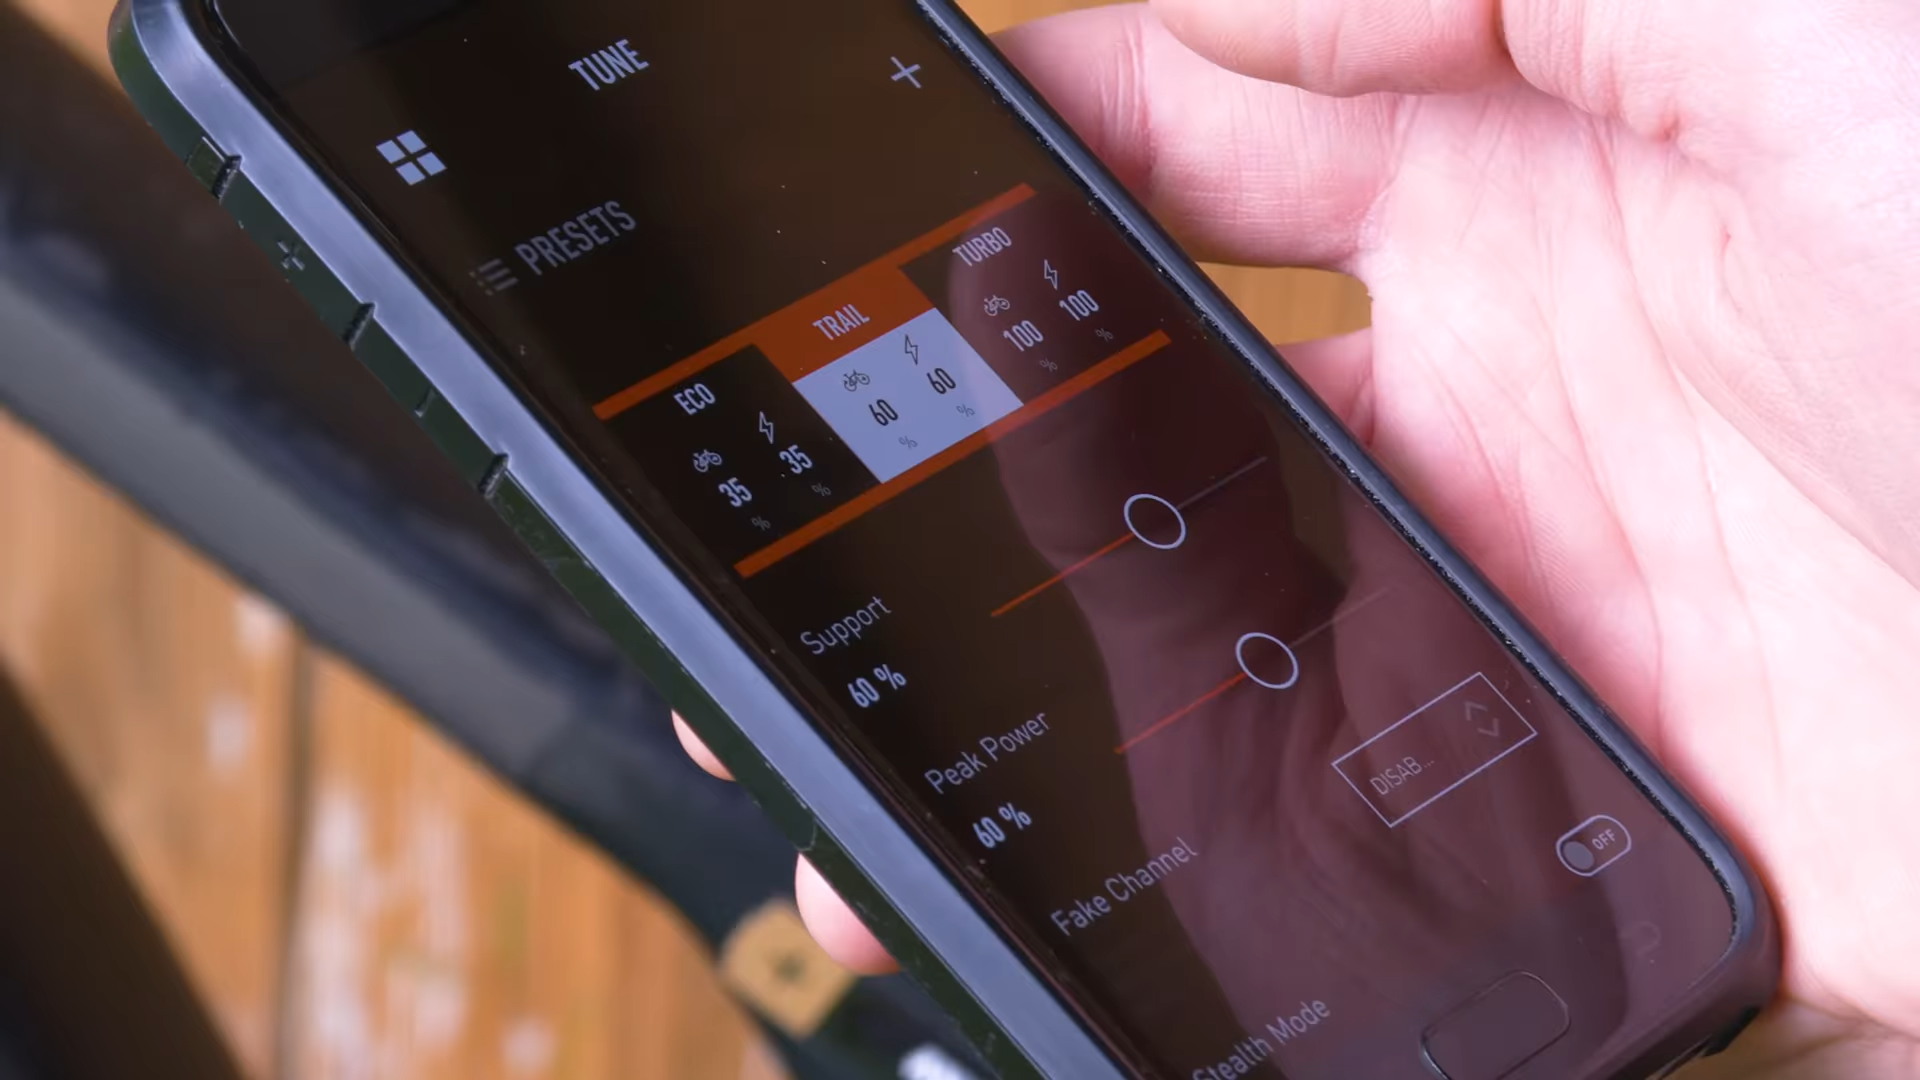 TUNE
PRESETS
ECO
35 %
35 %
TRAIL
60 %
60 %
TURBO
100 %
100 %
Support
60 %
Peak Power
60 %
Fake Channel
DISAB...
Stealth Mode
OFF